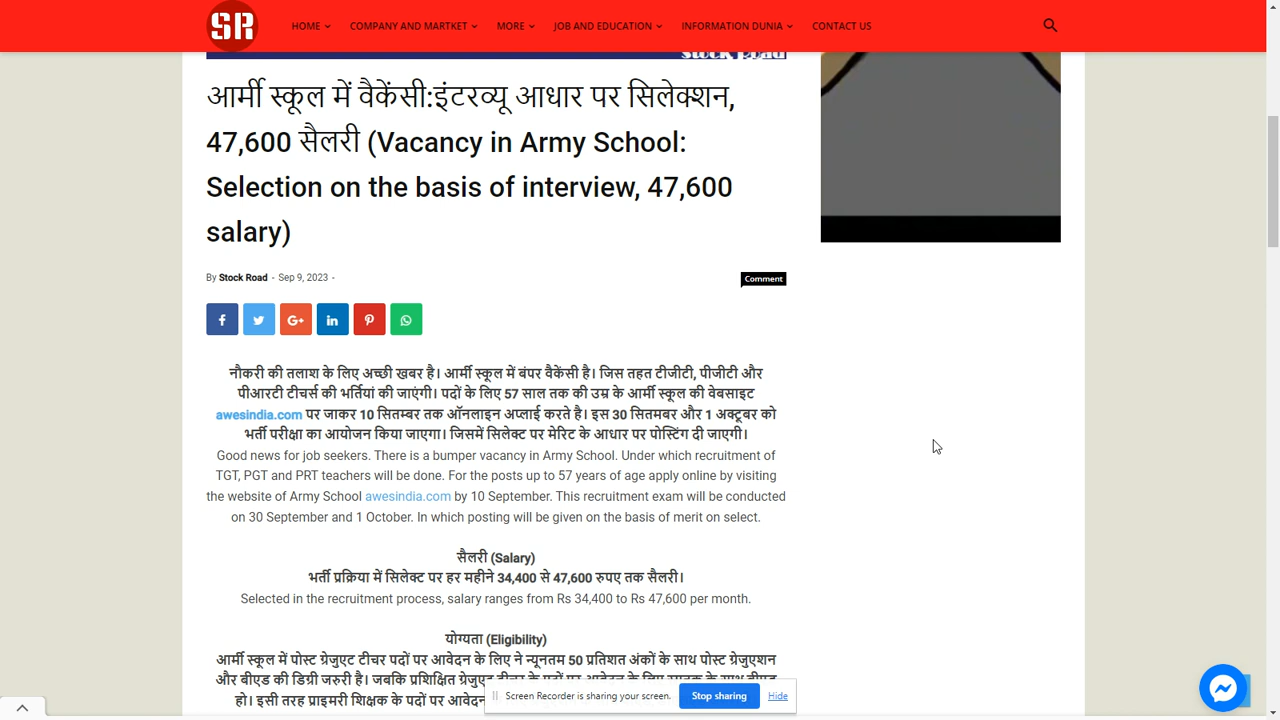 SR
HOME
COMPANY AND MARTKET
MORE
JOB AND EDUCATION
INFORMATION DUNIA
CONTACT US
Stock Road
आर्मी स्कूल में वैकेंसी:इंटरव्यू आधार पर सिलेक्शन,
47,600 सैलरी (Vacancy in Army School:
Selection on the basis of interview, 47,600
salary)
By Stock Road - Sep 9, 2023 -
Comment
नौकरी की तलाश के लिए अच्छी खबर है। आर्मी स्कूल में बंपर वैकेंसी है। जिस तहत टीजीटी, पीजीटी और
पीआरटी टीचर्स की भर्तियां की जाएंगी। पदों के लिए 57 साल तक की उम्र के आर्मी स्कूल की वेबसाइट
awesindia.com पर जाकर 10 सितम्बर तक ऑनलाइन अप्लाई करते है। इस 30 सितमबर और 1 अक्टूबर को
भर्ती परीक्षा का आयोजन किया जाएगा। जिसमें सिलेक्ट पर मेरिट के आधार पर पोस्टिंग दी जाएगी।
Good news for job seekers. There is a bumper vacancy in Army School. Under which recruitment of
TGT, PGT and PRT teachers will be done. For the posts up to 57 years of age apply online by visiting
the website of Army School awesindia.com by 10 September. This recruitment exam will be conducted
on 30 September and 1 October. In which posting will be given on the basis of merit on select.
सैलरी (Salary)
भर्ती प्रक्रिया में सिलेक्ट पर हर महीने 34,400 से 47,600 रुपए तक सैलरी।
Selected in the recruitment process, salary ranges from Rs 34,400 to Rs 47,600 per month.
योग्यता (Eligibility)
आर्मी स्कूल में पोस्ट ग्रेजुएट टीचर पदों पर आवेदन के लिए ने न्यूनतम 50 प्रतिशत अंकों के साथ पोस्ट ग्रेजुएशन
और बीएड की डिग्री जरुरी है। जबकि प्रशिक्षित ग्रेजुए
हो। इसी तरह प्राइमरी शिक्षक के पदों पर आवेदन
Screen Recorder is sharing your screen.
Stop sharing
Hide